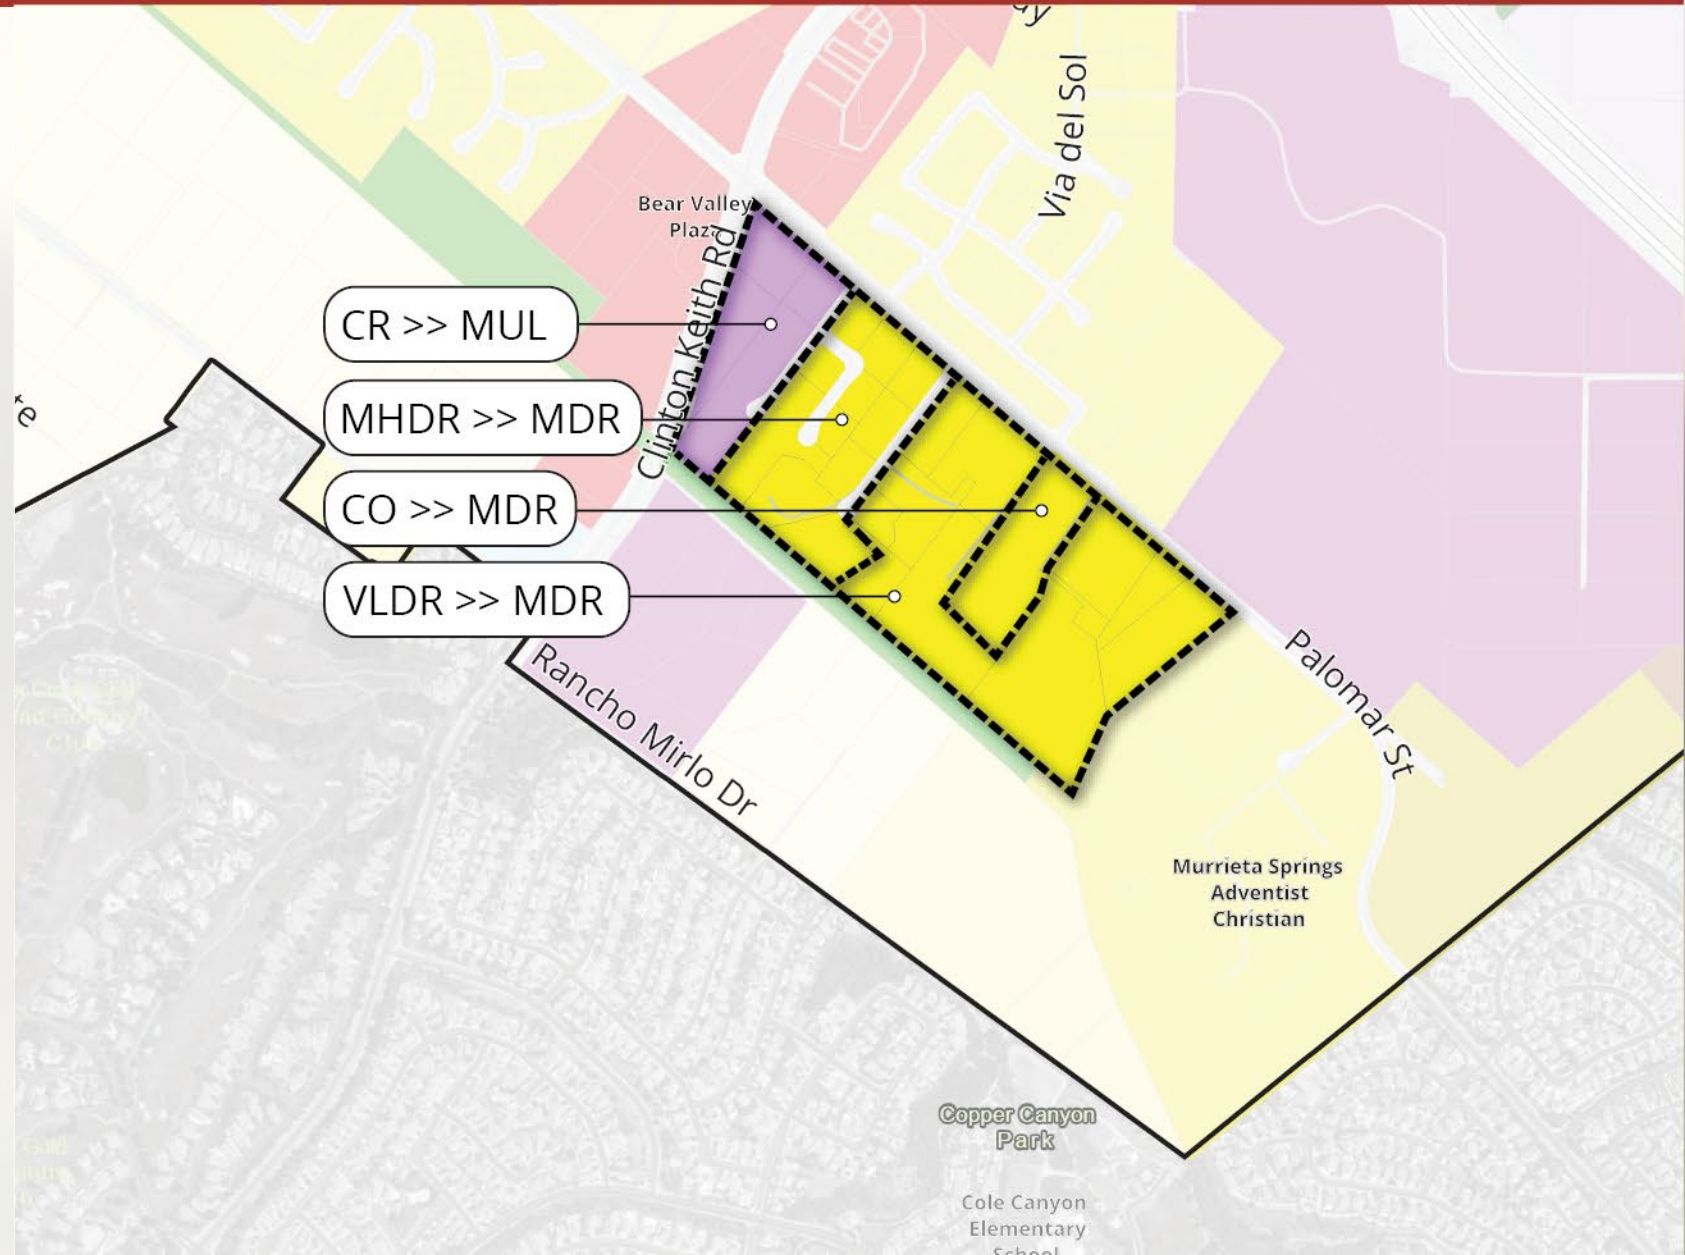 Via del Sol
Bear Valley
Plaza
Clinton Keith Rd
CR >> MUL
MHDR >> MDR
CO >> MDR
VLDR >> MDR
Rancho Mirlo Dr
Palomar St
Murrieta Springs
Adventist
Christian
Copper Canyon
Park
Cole Canyon
Elementary
School